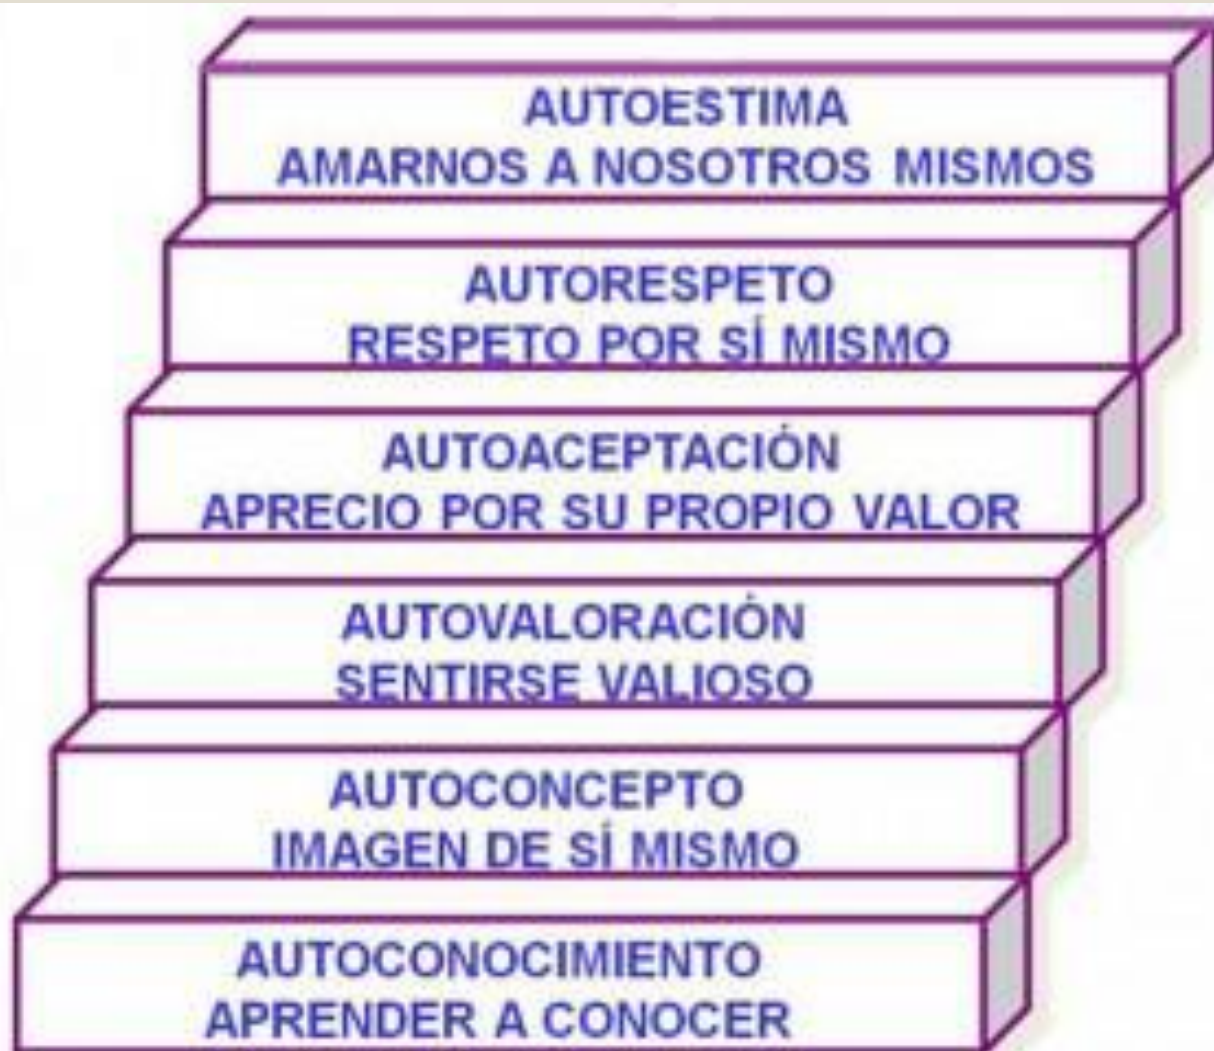 AUTOESTIMA
AMARNOS A NOSOTROS MISMOS
AUTORESPETO
RESPETO POR SÍ MISMO
AUTOACEPTACIÓN
APRECIO POR SU PROPIO VALOR
AUTOVALORACIÓN
SENTIRSE VALIOSO
AUTOCONCEPTO
IMAGEN DE SÍ MISMO
AUTOCONOCIMIENTO
APRENDER A CONOCER